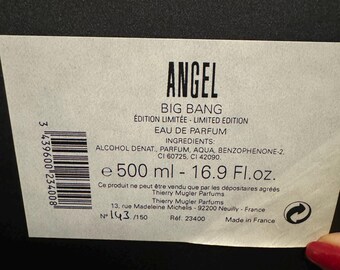 ANGEL
BIG BANG
ÉDITION LIMITÉE - LIMITED EDITION
EAU DE PARFUM
INGREDIENTS:
ALCOHOL DENAT., PARFUM, AQUA, BENZOPHENONE-2.
CI 60725, CI 42090.
e 500 ml - 16.9 Fl.oz.
Ce produit ne peut être vendu que par les dépositaires agréés
Thierry Mugler Parfums
Thierry Mugler Parfums
13, rue Madeleine Michelis - 92200 Neuilly - France
N° 143 /150 Réf. 23400 Made in France
3 439600 234008